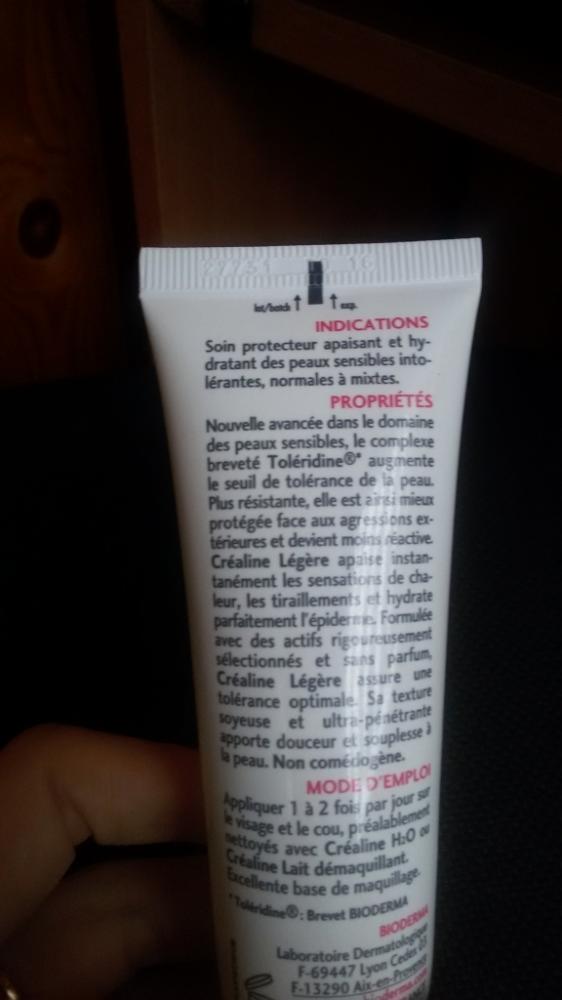 lot/batch ↑ ↑ exp.
INDICATIONS
Soin protecteur apaisant et hy-
dratant des peaux sensibles into-
lérantes, normales à mixtes.
PROPRIÉTÉS
Nouvelle avancée dans le domaine
des peaux sensibles, le complexe
breveté Toléridine®* augmente
le seuil de tolérance de la peau.
Plus résistante, elle est ainsi mieux
protégée face aux agressions ex-
térieures et devient moins réactive.
Créaline Légère apaise instan-
tanément les sensations de cha-
leur, les tiraillements et hydrate
parfaitement l'épiderme. Formulée
avec des actifs rigoureusement
sélectionnés et sans parfum,
Créaline Légère assure une
tolérance optimale. Sa texture
soyeuse et ultra-pénétrante
apporte douceur et souplesse à
la peau. Non comédogène.
MODE D'EMPLOI
Appliquer 1 à 2 fois par jour sur
le visage et le cou, préalablement
nettoyés avec Créaline H2O ou
Créaline Lait démaquillant.
Excellente base de maquillage.
*Toléridine®: Brevet BIODERMA
BIODERMA
Laboratoire Dermatologique
F-69447 Lyon Cedex 03
F-13290 Aix-en-Provence